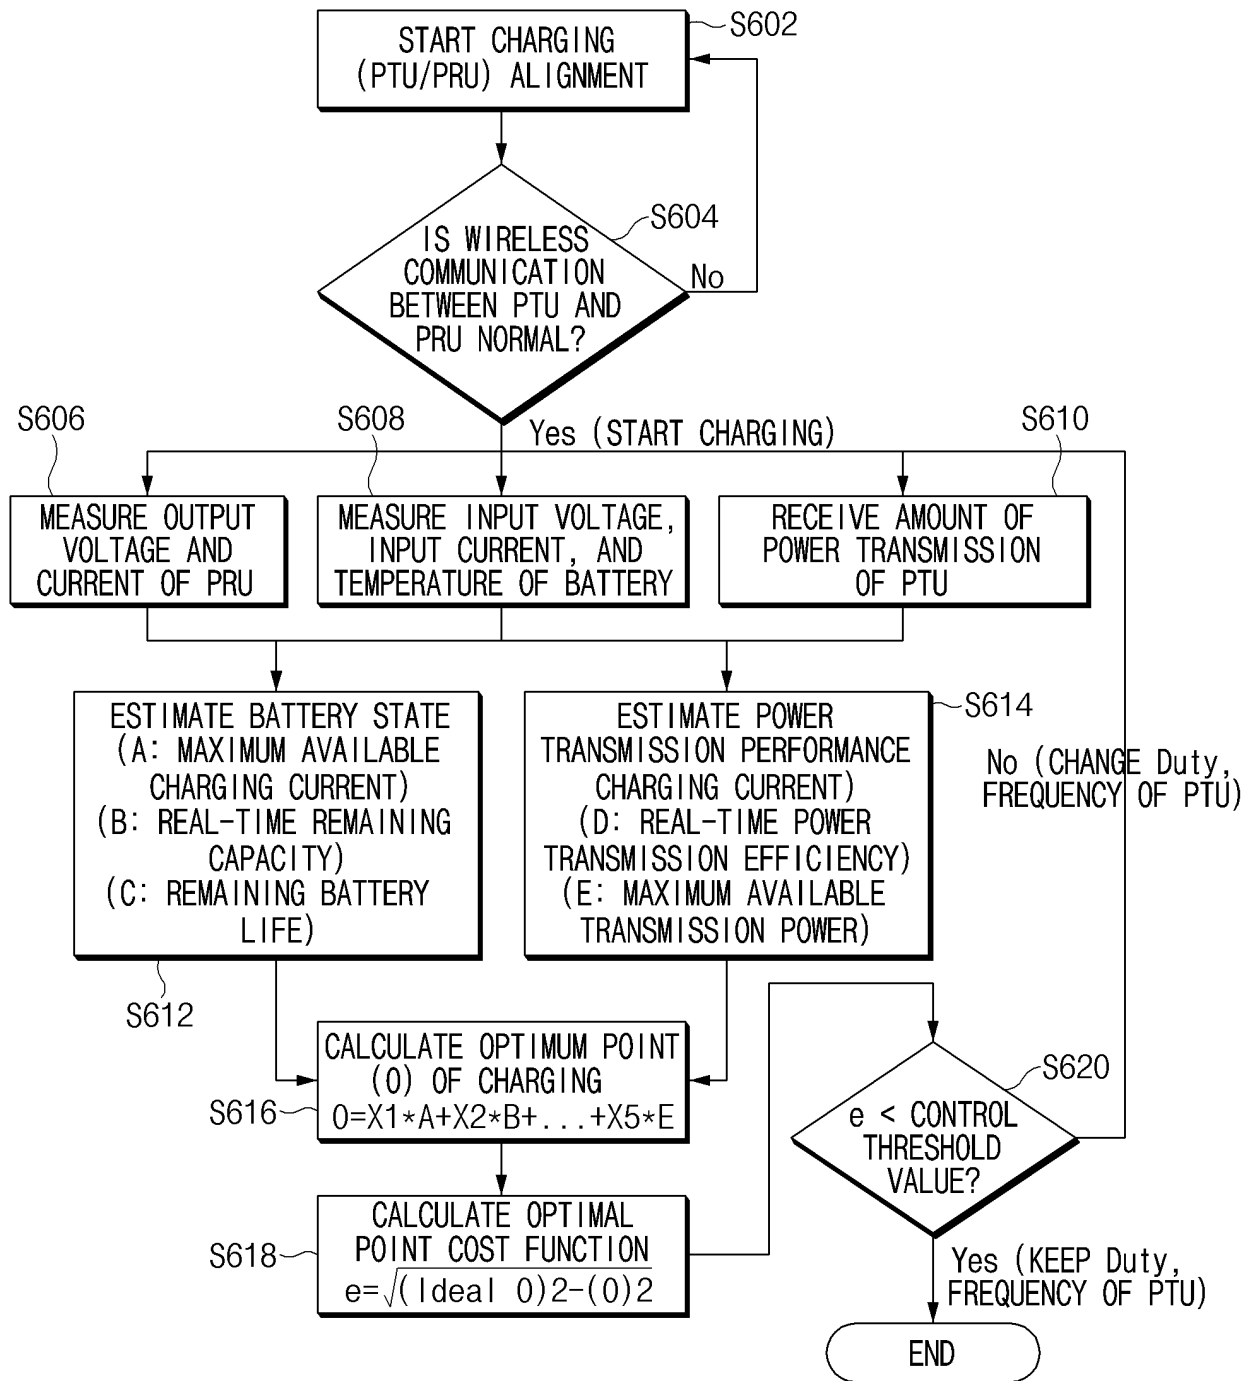 START CHARGING
(PTU/PRU) ALIGNMENT
S602
IS WIRELESS
COMMUNICATION
BETWEEN PTU AND
PRU NORMAL?
S604
No
Yes (START CHARGING)
S606
MEASURE OUTPUT
VOLTAGE AND
CURRENT OF PRU
S608
MEASURE INPUT VOLTAGE,
INPUT CURRENT, AND
TEMPERATURE OF BATTERY
S610
RECEIVE AMOUNT OF
POWER TRANSMISSION
OF PTU
ESTIMATE BATTERY STATE
(A: MAXIMUM AVAILABLE
CHARGING CURRENT)
(B: REAL-TIME REMAINING
CAPACITY)
(C: REMAINING BATTERY
LIFE)
S612
ESTIMATE POWER
TRANSMISSION PERFORMANCE
CHARGING CURRENT)
(D: REAL-TIME POWER
TRANSMISSION EFFICIENCY)
(E: MAXIMUM AVAILABLE
TRANSMISSION POWER)
S614
No (CHANGE Duty,
FREQUENCY OF PTU)
CALCULATE OPTIMUM POINT
(O) OF CHARGING
O=X1*A+X2*B+...+X5*E
S616
CALCULATE OPTIMAL
POINT COST FUNCTION
e=√(Ideal O)2-(O)2
S618
e < CONTROL
THRESHOLD
VALUE?
S620
Yes (KEEP Duty,
FREQUENCY OF PTU)
END